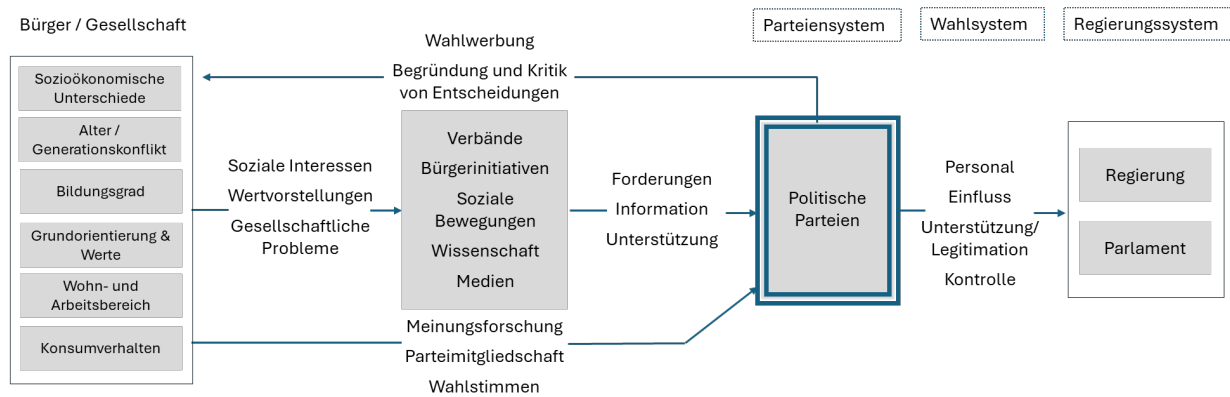 Bürger / Gesellschaft
Parteiensystem
Wahlsystem
Regierungssystem
Sozioökonomische
Unterschiede
Alter /
Generationskonflikt
Bildungsgrad
Grundorientierung &
Werte
Wohn- und
Arbeitsbereich
Konsumverhalten
Wahlwerbung
Begründung und Kritik
von Entscheidungen
Soziale Interessen
Wertvorstellungen
Gesellschaftliche
Probleme
Verbände
Bürgerinitiativen
Soziale
Bewegungen
Wissenschaft
Medien
Forderungen
Information
Unterstützung
Meinungsforschung
Parteimitgliedschaft
Wahlstimmen
Politische
Parteien
Personal
Einfluss
Unterstützung/
Legitimation
Kontrolle
Regierung
Parlament